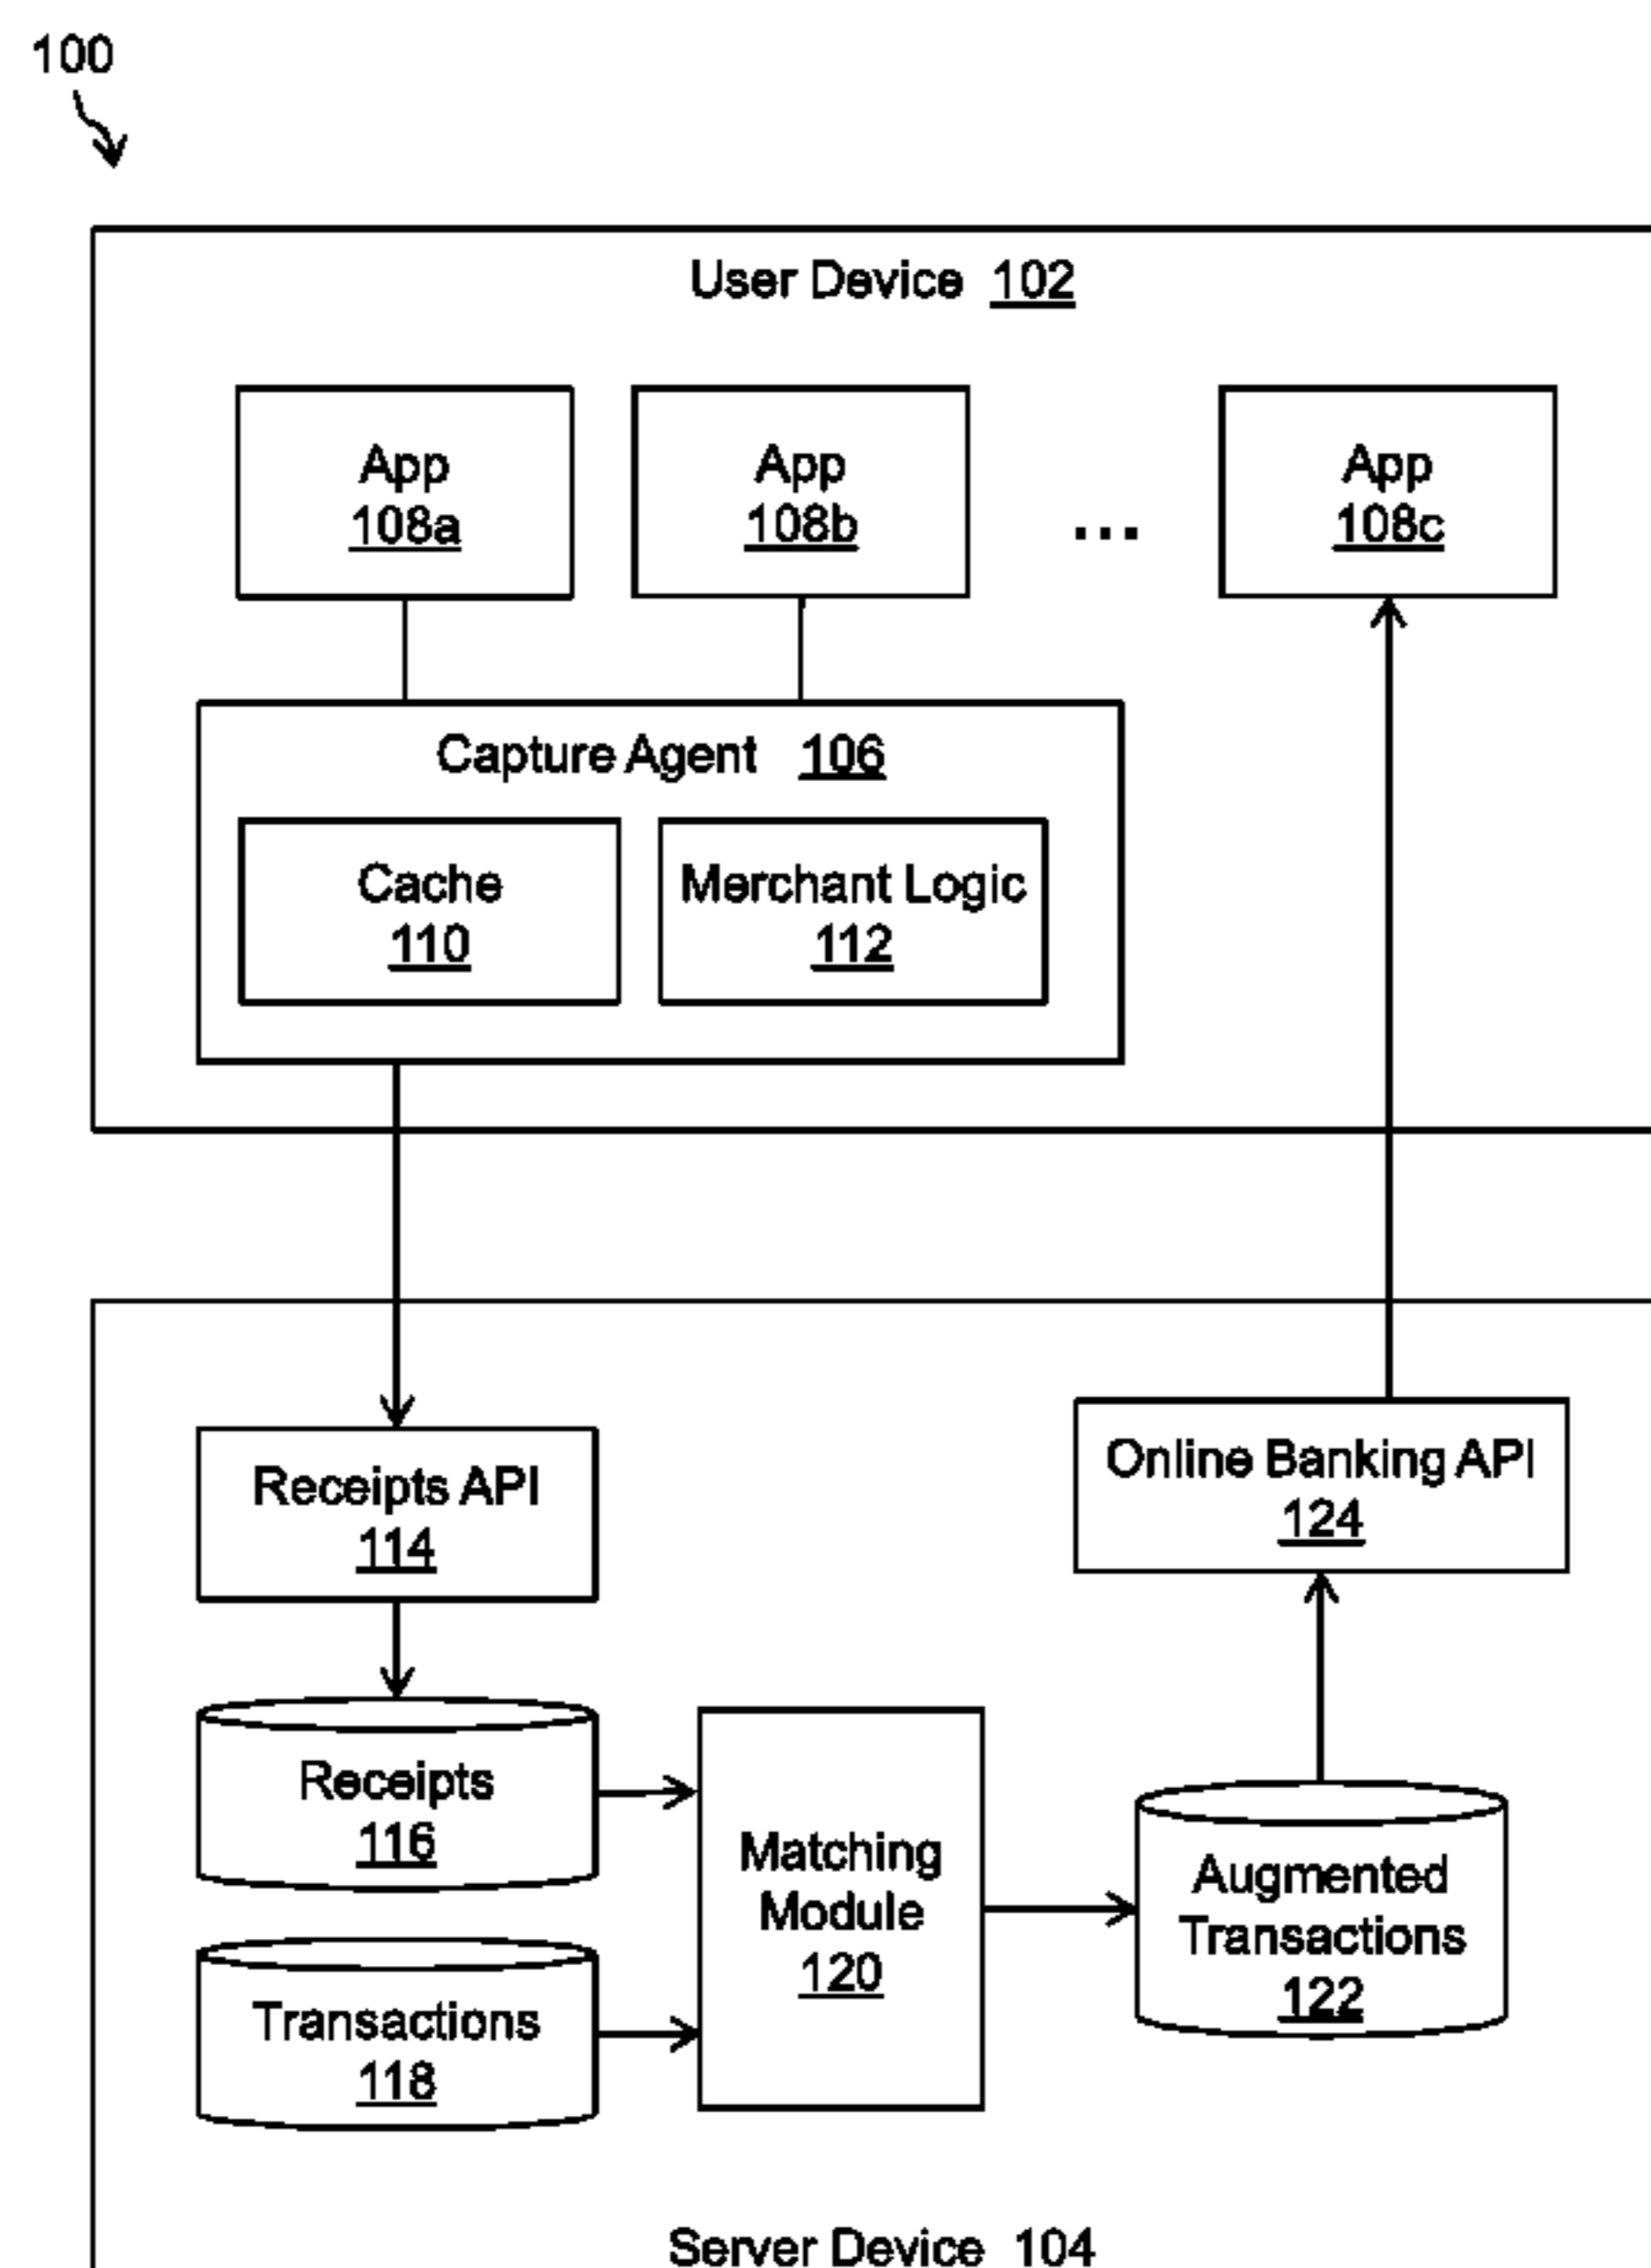 100
User Device 102
App
108a
App
108b
...
App
108c
Capture Agent 106
Cache
110
Merchant Logic
112
Receipts API
114
Online Banking API
124
Receipts
116
Matching
Module
120
Augmented
Transactions
122
Transactions
118
Server Device 104